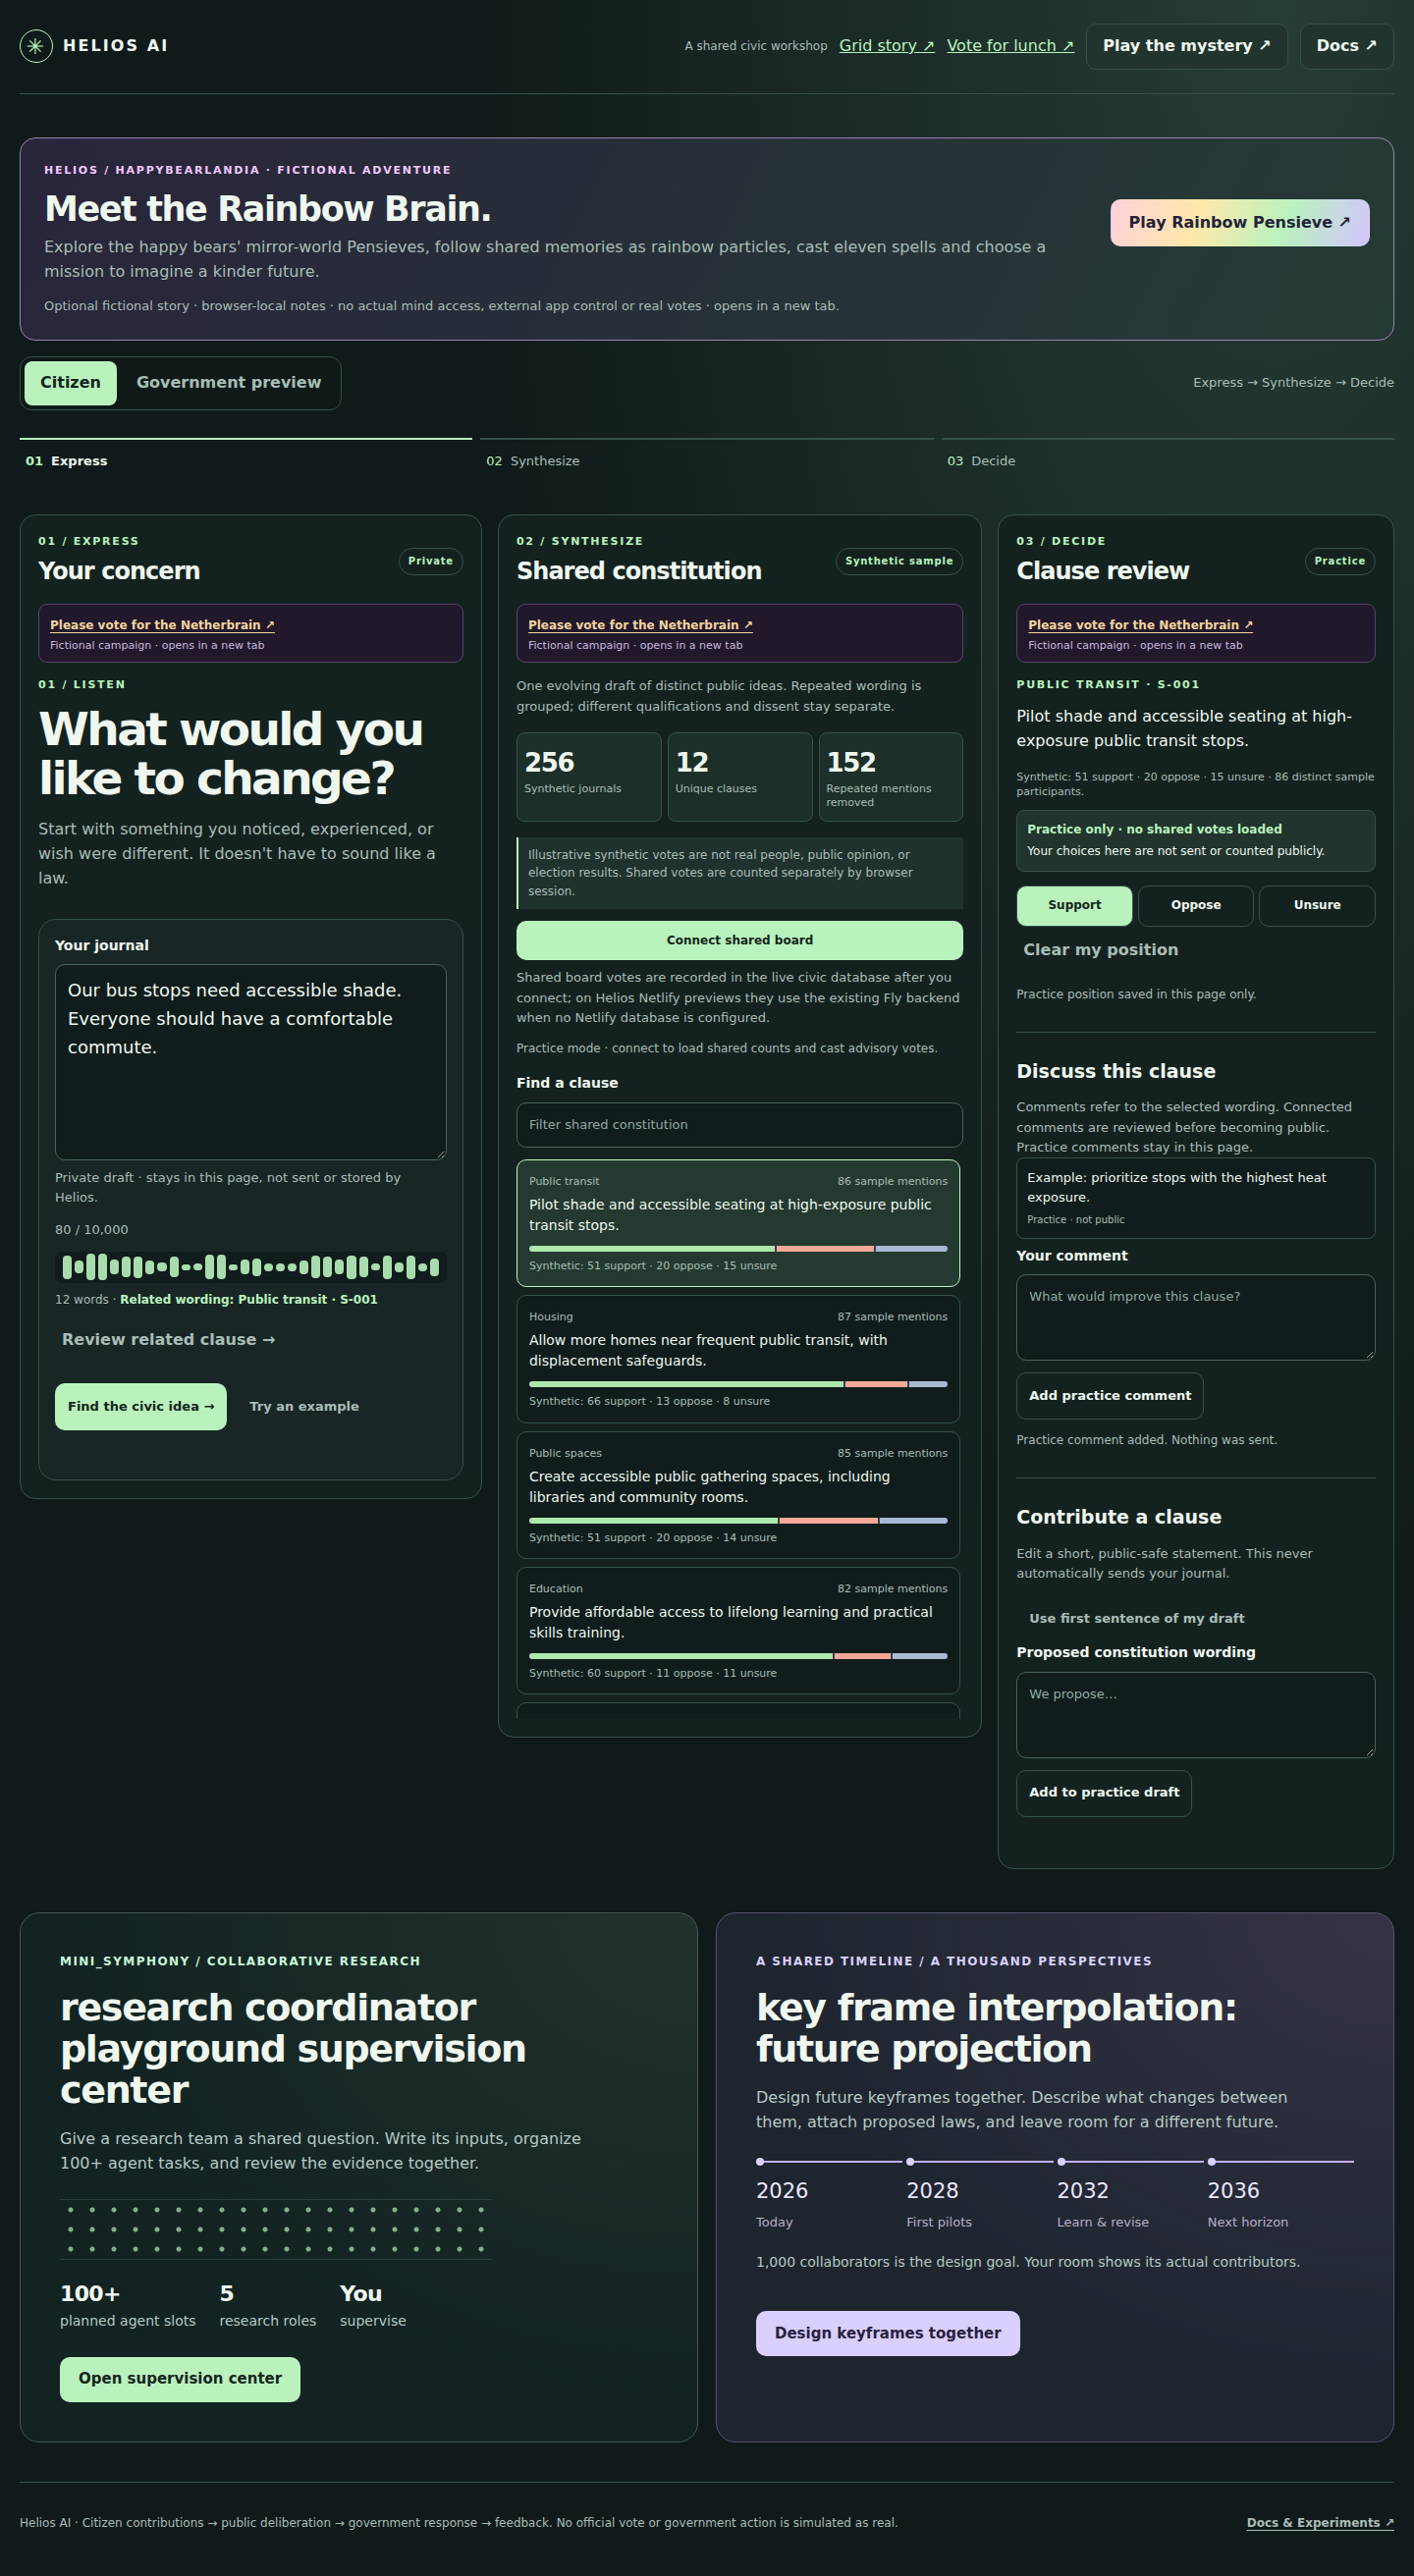 HELIOS AI
A shared civic workshop
Grid story ↗
Vote for lunch ↗
Play the mystery ↗
Docs ↗
HELIOS / HAPPYBEARLANDIA · FICTIONAL ADVENTURE
Meet the Rainbow Brain.
Explore the happy bears' mirror-world Pensieves, follow shared memories as rainbow particles, cast eleven spells and choose a
mission to imagine a kinder future.
Optional fictional story · browser-local notes · no actual mind access, external app control or real votes · opens in a new tab.
Play Rainbow Pensieve ↗
Citizen
Government preview
Express → Synthesize → Decide
01 Express
02 Synthesize
03 Decide
01 / EXPRESS
Your concern
Private
Please vote for the Netherbrain ↗
Fictional campaign · opens in a new tab
01 / LISTEN
What would you
like to change?
Start with something you noticed, experienced, or
wish were different. It doesn't have to sound like a
law.
Your journal
Our bus stops need accessible shade.
Everyone should have a comfortable
commute.
Private draft · stays in this page, not sent or stored by
Helios.
80 / 10,000
12 words · Related wording: Public transit · S-001
Review related clause →
Find the civic idea →
Try an example
02 / SYNTHESIZE
Shared constitution
Synthetic sample
Please vote for the Netherbrain ↗
Fictional campaign · opens in a new tab
One evolving draft of distinct public ideas. Repeated wording is
grouped; different qualifications and dissent stay separate.
256
Synthetic journals
12
Unique clauses
152
Repeated mentions
removed
Illustrative synthetic votes are not real people, public opinion, or
election results. Shared votes are counted separately by browser
session.
Connect shared board
Shared board votes are recorded in the live civic database after you
connect; on Helios Netlify previews they use the existing Fly backend
when no Netlify database is configured.
Practice mode · connect to load shared counts and cast advisory votes.
Find a clause
Filter shared constitution
Public transit
86 sample mentions
Pilot shade and accessible seating at high-exposure public
transit stops.
Synthetic: 51 support · 20 oppose · 15 unsure
Housing
87 sample mentions
Allow more homes near frequent public transit, with
displacement safeguards.
Synthetic: 66 support · 13 oppose · 8 unsure
Public spaces
85 sample mentions
Create accessible public gathering spaces, including
libraries and community rooms.
Synthetic: 51 support · 20 oppose · 14 unsure
Education
82 sample mentions
Provide affordable access to lifelong learning and practical
skills training.
Synthetic: 60 support · 11 oppose · 11 unsure
03 / DECIDE
Clause review
Practice
Please vote for the Netherbrain ↗
Fictional campaign · opens in a new tab
PUBLIC TRANSIT · S-001
Pilot shade and accessible seating at high-
exposure public transit stops.
Synthetic: 51 support · 20 oppose · 15 unsure · 86 distinct sample
participants.
Practice only · no shared votes loaded
Your choices here are not sent or counted publicly.
Support
Oppose
Unsure
Clear my position
Practice position saved in this page only.
Discuss this clause
Comments refer to the selected wording. Connected
comments are reviewed before becoming public.
Practice comments stay in this page.
Example: prioritize stops with the highest heat
exposure.
Practice · not public
Your comment
What would improve this clause?
Add practice comment
Practice comment added. Nothing was sent.
Contribute a clause
Edit a short, public-safe statement. This never
automatically sends your journal.
Use first sentence of my draft
Proposed constitution wording
We propose…
Add to practice draft
MINI_SYMPHONY / COLLABORATIVE RESEARCH
research coordinator
playground supervision
center
Give a research team a shared question. Write its inputs, organize
100+ agent tasks, and review the evidence together.
100+
planned agent slots
5
research roles
You
supervise
Open supervision center
A SHARED TIMELINE / A THOUSAND PERSPECTIVES
key frame interpolation:
future projection
Design future keyframes together. Describe what changes between
them, attach proposed laws, and leave room for a different future.
2026
Today
2028
First pilots
2032
Learn & revise
2036
Next horizon
1,000 collaborators is the design goal. Your room shows its actual contributors.
Design keyframes together
Helios AI · Citizen contributions → public deliberation → government response → feedback. No official vote or government action is simulated as real.
Docs & Experiments ↗